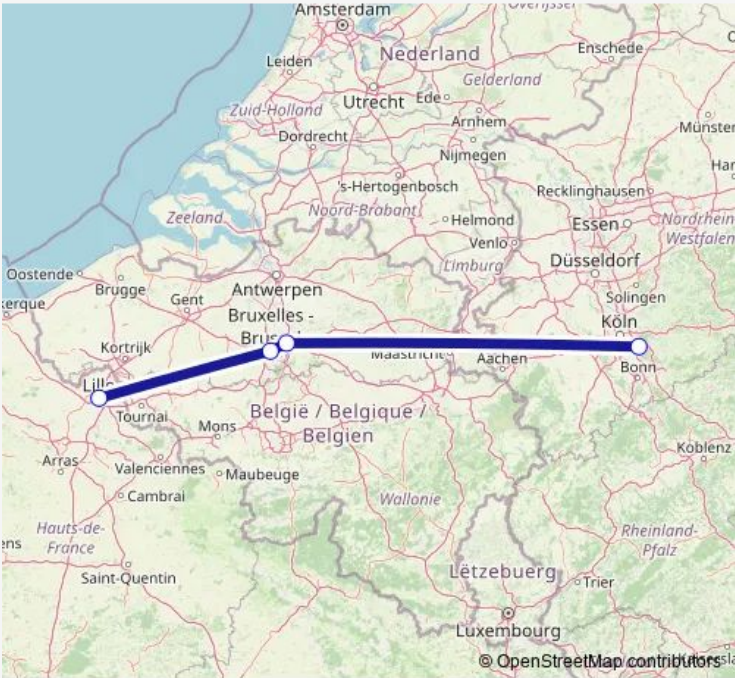 Amsterdam
Overijssel
Nederland
Enschede
Leiden
Gelderland
Utrecht
Ede
Zuid-Holland
Arnhem
Münster
Dordrecht
Nijmegen
's-Hertogenbosch
Recklinghausen
Zeeland
Noord-Brabant
Helmond
Essen
Nordrhein
Westfalen
Venlo
Limburg
Düsseldorf
Oostende
Brugge
Antwerpen
Gent
Solingen
kerque
Bruxelles -
Köln
Kortrijk
Maastricht
Aachen
Bonn
Lille
Tournai
België / Belgique /
Belgien
Mons
Koblenz
Arras
Valenciennes
Maubeuge
Cambrai
Wallonie
Hauts-de-
France
Rheinland-
Pfalz
Saint-Quentin
Lëtzebuerg
Trier
Luxembourg
© OpenStreetMap contributors